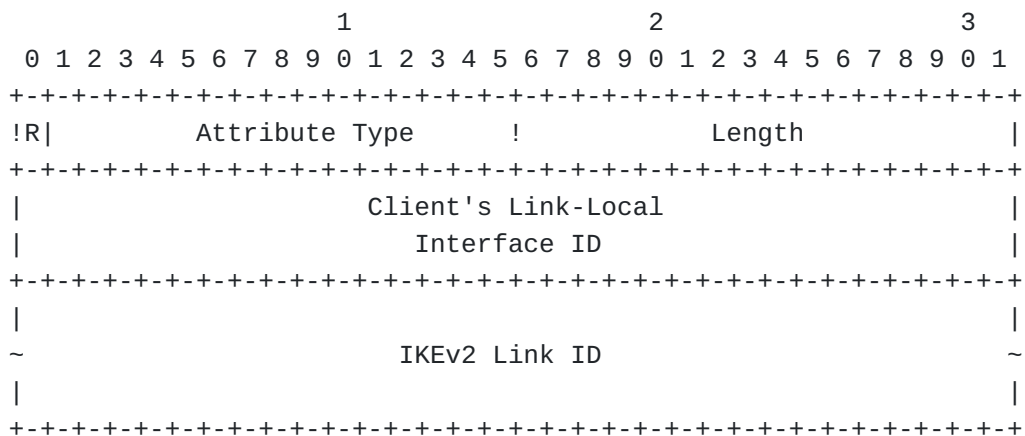 1                   2                   3
 0 1 2 3 4 5 6 7 8 9 0 1 2 3 4 5 6 7 8 9 0 1 2 3 4 5 6 7 8 9 0 1
+-+-+-+-+-+-+-+-+-+-+-+-+-+-+-+-+-+-+-+-+-+-+-+-+-+-+-+-+-+-+-+-+
!R|         Attribute Type      !            Length             |
+-+-+-+-+-+-+-+-+-+-+-+-+-+-+-+-+-+-+-+-+-+-+-+-+-+-+-+-+-+-+-+-+
|                      Client's Link-Local                      |
|                         Interface ID                          |
+-+-+-+-+-+-+-+-+-+-+-+-+-+-+-+-+-+-+-+-+-+-+-+-+-+-+-+-+-+-+-+-+
|                                                               |
~                        IKEv2 Link ID                          ~
|                                                               |
+-+-+-+-+-+-+-+-+-+-+-+-+-+-+-+-+-+-+-+-+-+-+-+-+-+-+-+-+-+-+-+-+